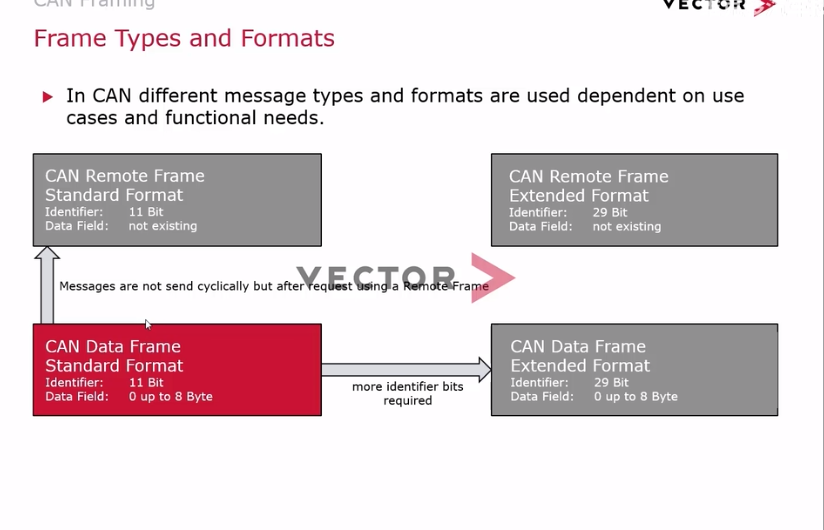 CAN Framing
VECTOR
Frame Types and Formats
In CAN different message types and formats are used dependent on use
cases and functional needs.
CAN Remote Frame
Standard Format
Identifier: 11 Bit
Data Field: not existing
CAN Remote Frame
Extended Format
Identifier: 29 Bit
Data Field: not existing
VECTOR
Messages are not send cyclically but after request using a Remote Frame
CAN Data Frame
Standard Format
Identifier: 11 Bit
Data Field: 0 up to 8 Byte
more identifier bits
required
CAN Data Frame
Extended Format
Identifier: 29 Bit
Data Field: 0 up to 8 Byte